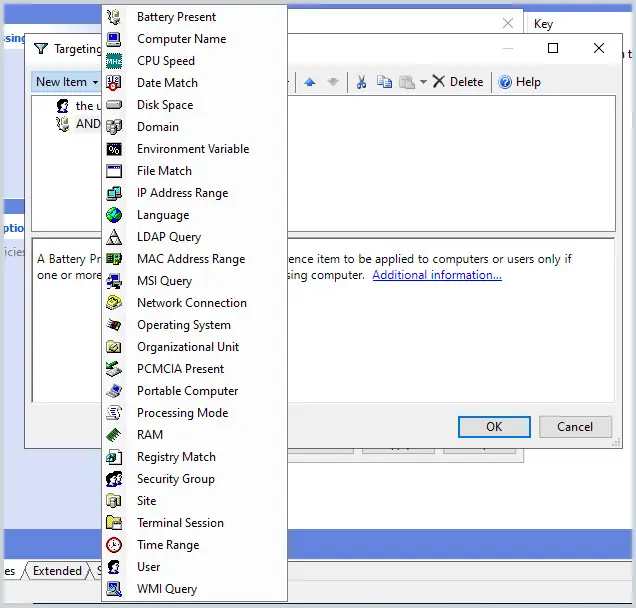 Battery Present
Computer Name
CPU Speed
Date Match
Disk Space
Domain
Environment Variable
File Match
IP Address Range
Language
LDAP Query
MAC Address Range
MSI Query
Network Connection
Operating System
Organizational Unit
PCMCIA Present
Portable Computer
Processing Mode
RAM
Registry Match
Security Group
Site
Terminal Session
Time Range
User
WMI Query
Key
Targeting
New Item
Delete
Help
the u
AND
A Battery Pr
ence item to be applied to computers or users only if
one or more
sing computer. Additional information...
OK
Cancel
Extended